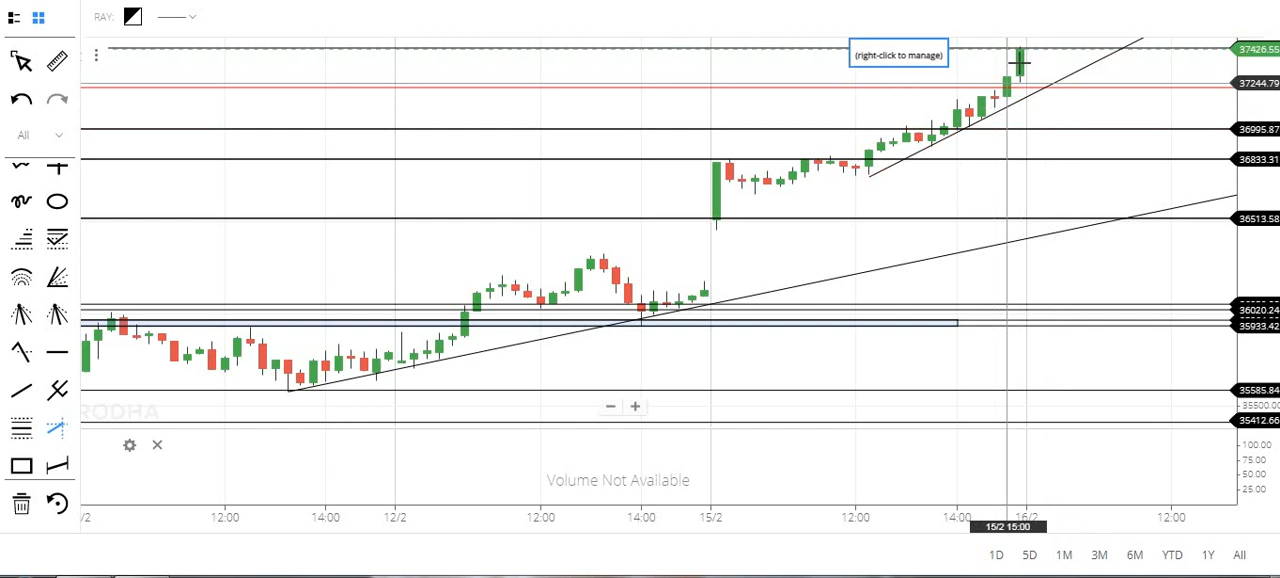 RAY:
(right-click to manage)
37426.55
37244.79
All
36995.87
36833.31
36513.58
36020.24
35933.42
35585.84
RODHA
35500.00
35412.66
100.00
75.00
50.00
25.00
Volume Not Available
/2 12:00 14:00 12/2 12:00 14:00 15/2 12:00 14:00 16/2 12:00
15/2 15:00
1D 5D 1M 3M 6M YTD 1Y All